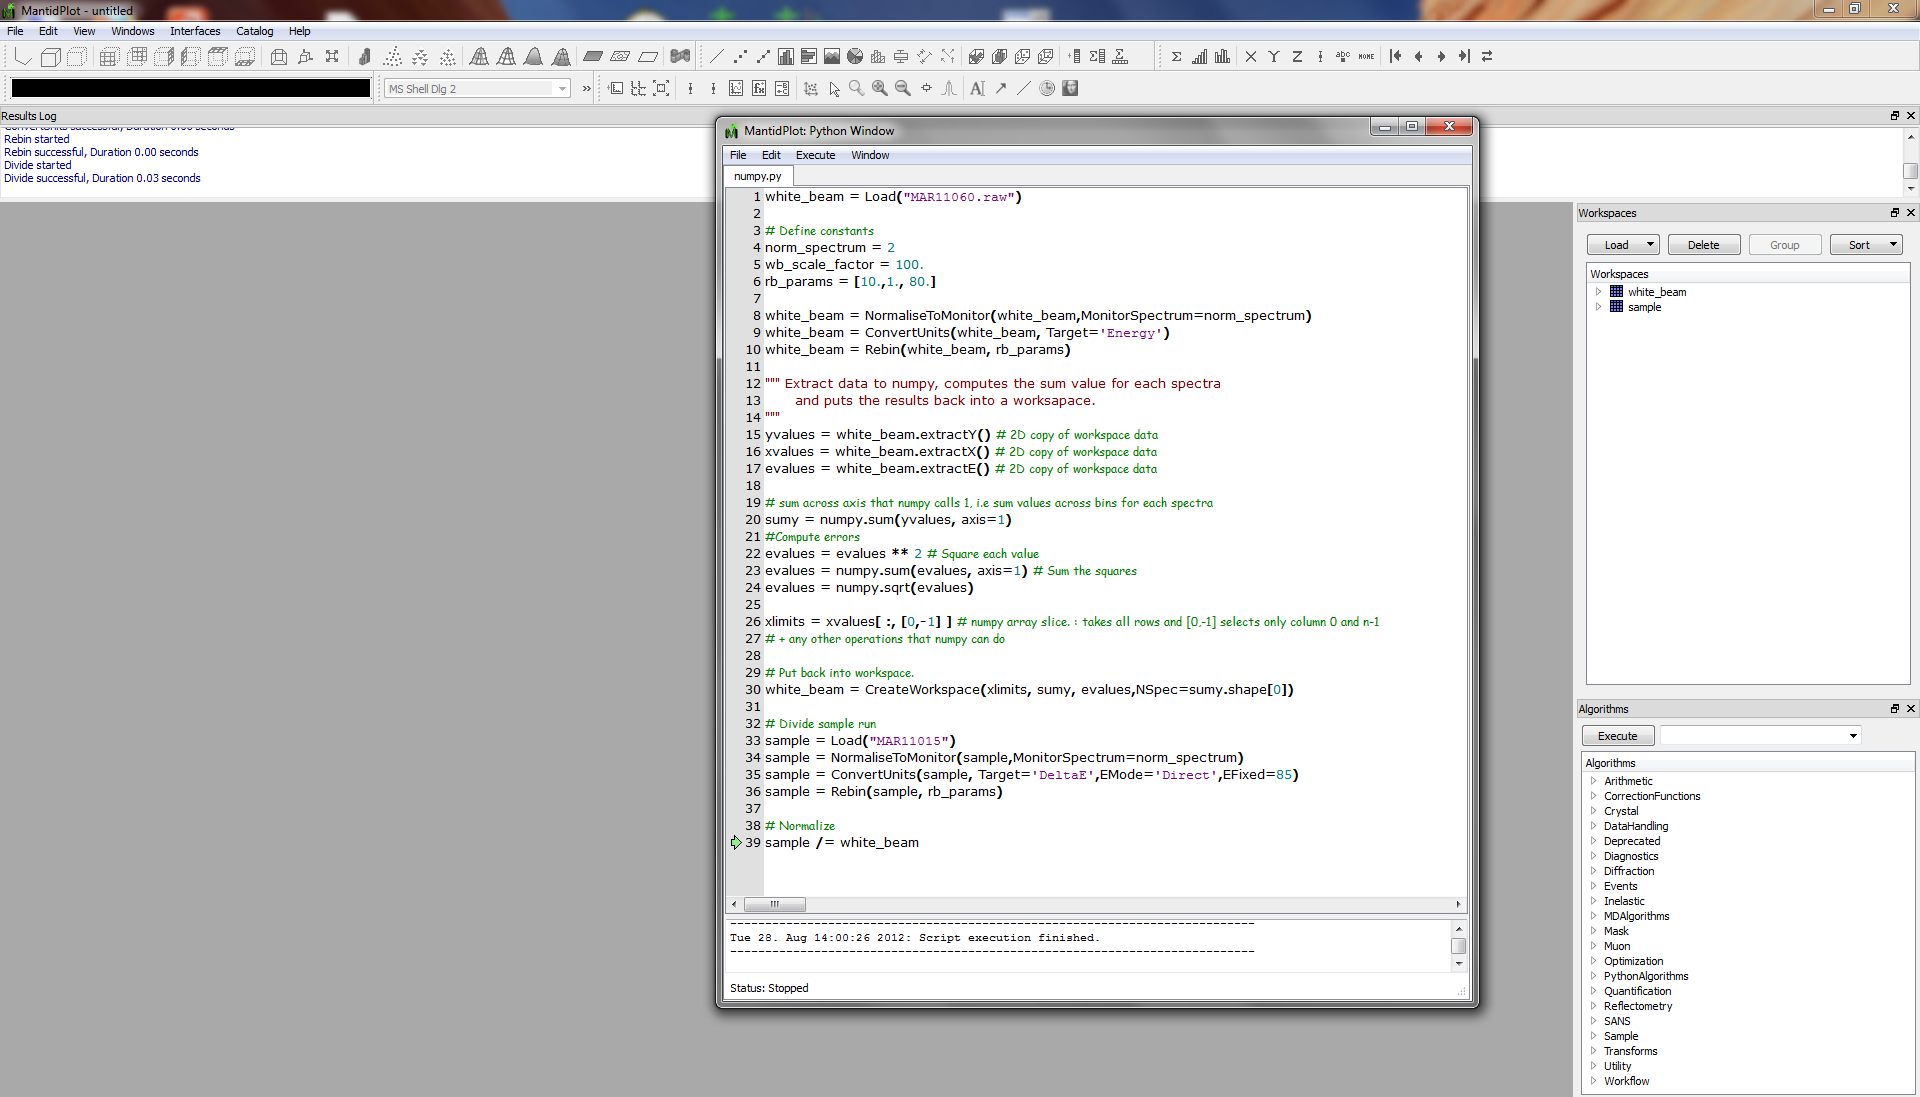 MantidPlot - untitled
File Edit View Windows Interfaces Catalog Help
MS Shell Dlg 2
Results Log
ConvertUnits successful, Duration 0.00 seconds
Rebin started
Rebin successful, Duration 0.00 seconds
Divide started
Divide successful, Duration 0.03 seconds
MantidPlot: Python Window
File Edit Execute Window
numpy.py
1 white_beam = Load("MAR11060.raw")
2
3 # Define constants
4 norm_spectrum = 2
5 wb_scale_factor = 100.
6 rb_params = [10.,1., 80.]
7
8 white_beam = NormaliseToMonitor(white_beam,MonitorSpectrum=norm_spectrum)
9 white_beam = ConvertUnits(white_beam, Target='Energy')
10 white_beam = Rebin(white_beam, rb_params)
11
12 """ Extract data to numpy, computes the sum value for each spectra
13 and puts the results back into a worksapace.
14 """
15 yvalues = white_beam.extractY() # 2D copy of workspace data
16 xvalues = white_beam.extractX() # 2D copy of workspace data
17 evalues = white_beam.extractE() # 2D copy of workspace data
18
19 # sum across axis that numpy calls 1, i.e sum values across bins for each spectra
20 sumy = numpy.sum(yvalues, axis=1)
21 #Compute errors
22 evalues = evalues ** 2 # Square each value
23 evalues = numpy.sum(evalues, axis=1) # Sum the squares
24 evalues = numpy.sqrt(evalues)
25
26 xlimits = xvalues[ :, [0,-1] ] # numpy array slice. : takes all rows and [0,-1] selects only column 0 and n-1
27 # + any other operations that numpy can do
28
29 # Put back into workspace.
30 white_beam = CreateWorkspace(xlimits, sumy, evalues,NSpec=sumy.shape[0])
31
32 # Divide sample run
33 sample = Load("MAR11015")
34 sample = NormaliseToMonitor(sample,MonitorSpectrum=norm_spectrum)
35 sample = ConvertUnits(sample, Target='DeltaE',EMode='Direct',EFixed=85)
36 sample = Rebin(sample, rb_params)
37
38 # Normalize
39 sample /= white_beam
Tue 28. Aug 14:00:26 2012: Script execution finished.
Status: Stopped
Workspaces
Load Delete Group Sort
Workspaces
white_beam
sample
Algorithms
Execute
Algorithms
Arithmetic
CorrectionFunctions
Crystal
DataHandling
Deprecated
Diagnostics
Diffraction
Events
Inelastic
MDAlgorithms
Mask
Muon
Optimization
PythonAlgorithms
Quantification
Reflectometry
SANS
Sample
Transforms
Utility
Workflow